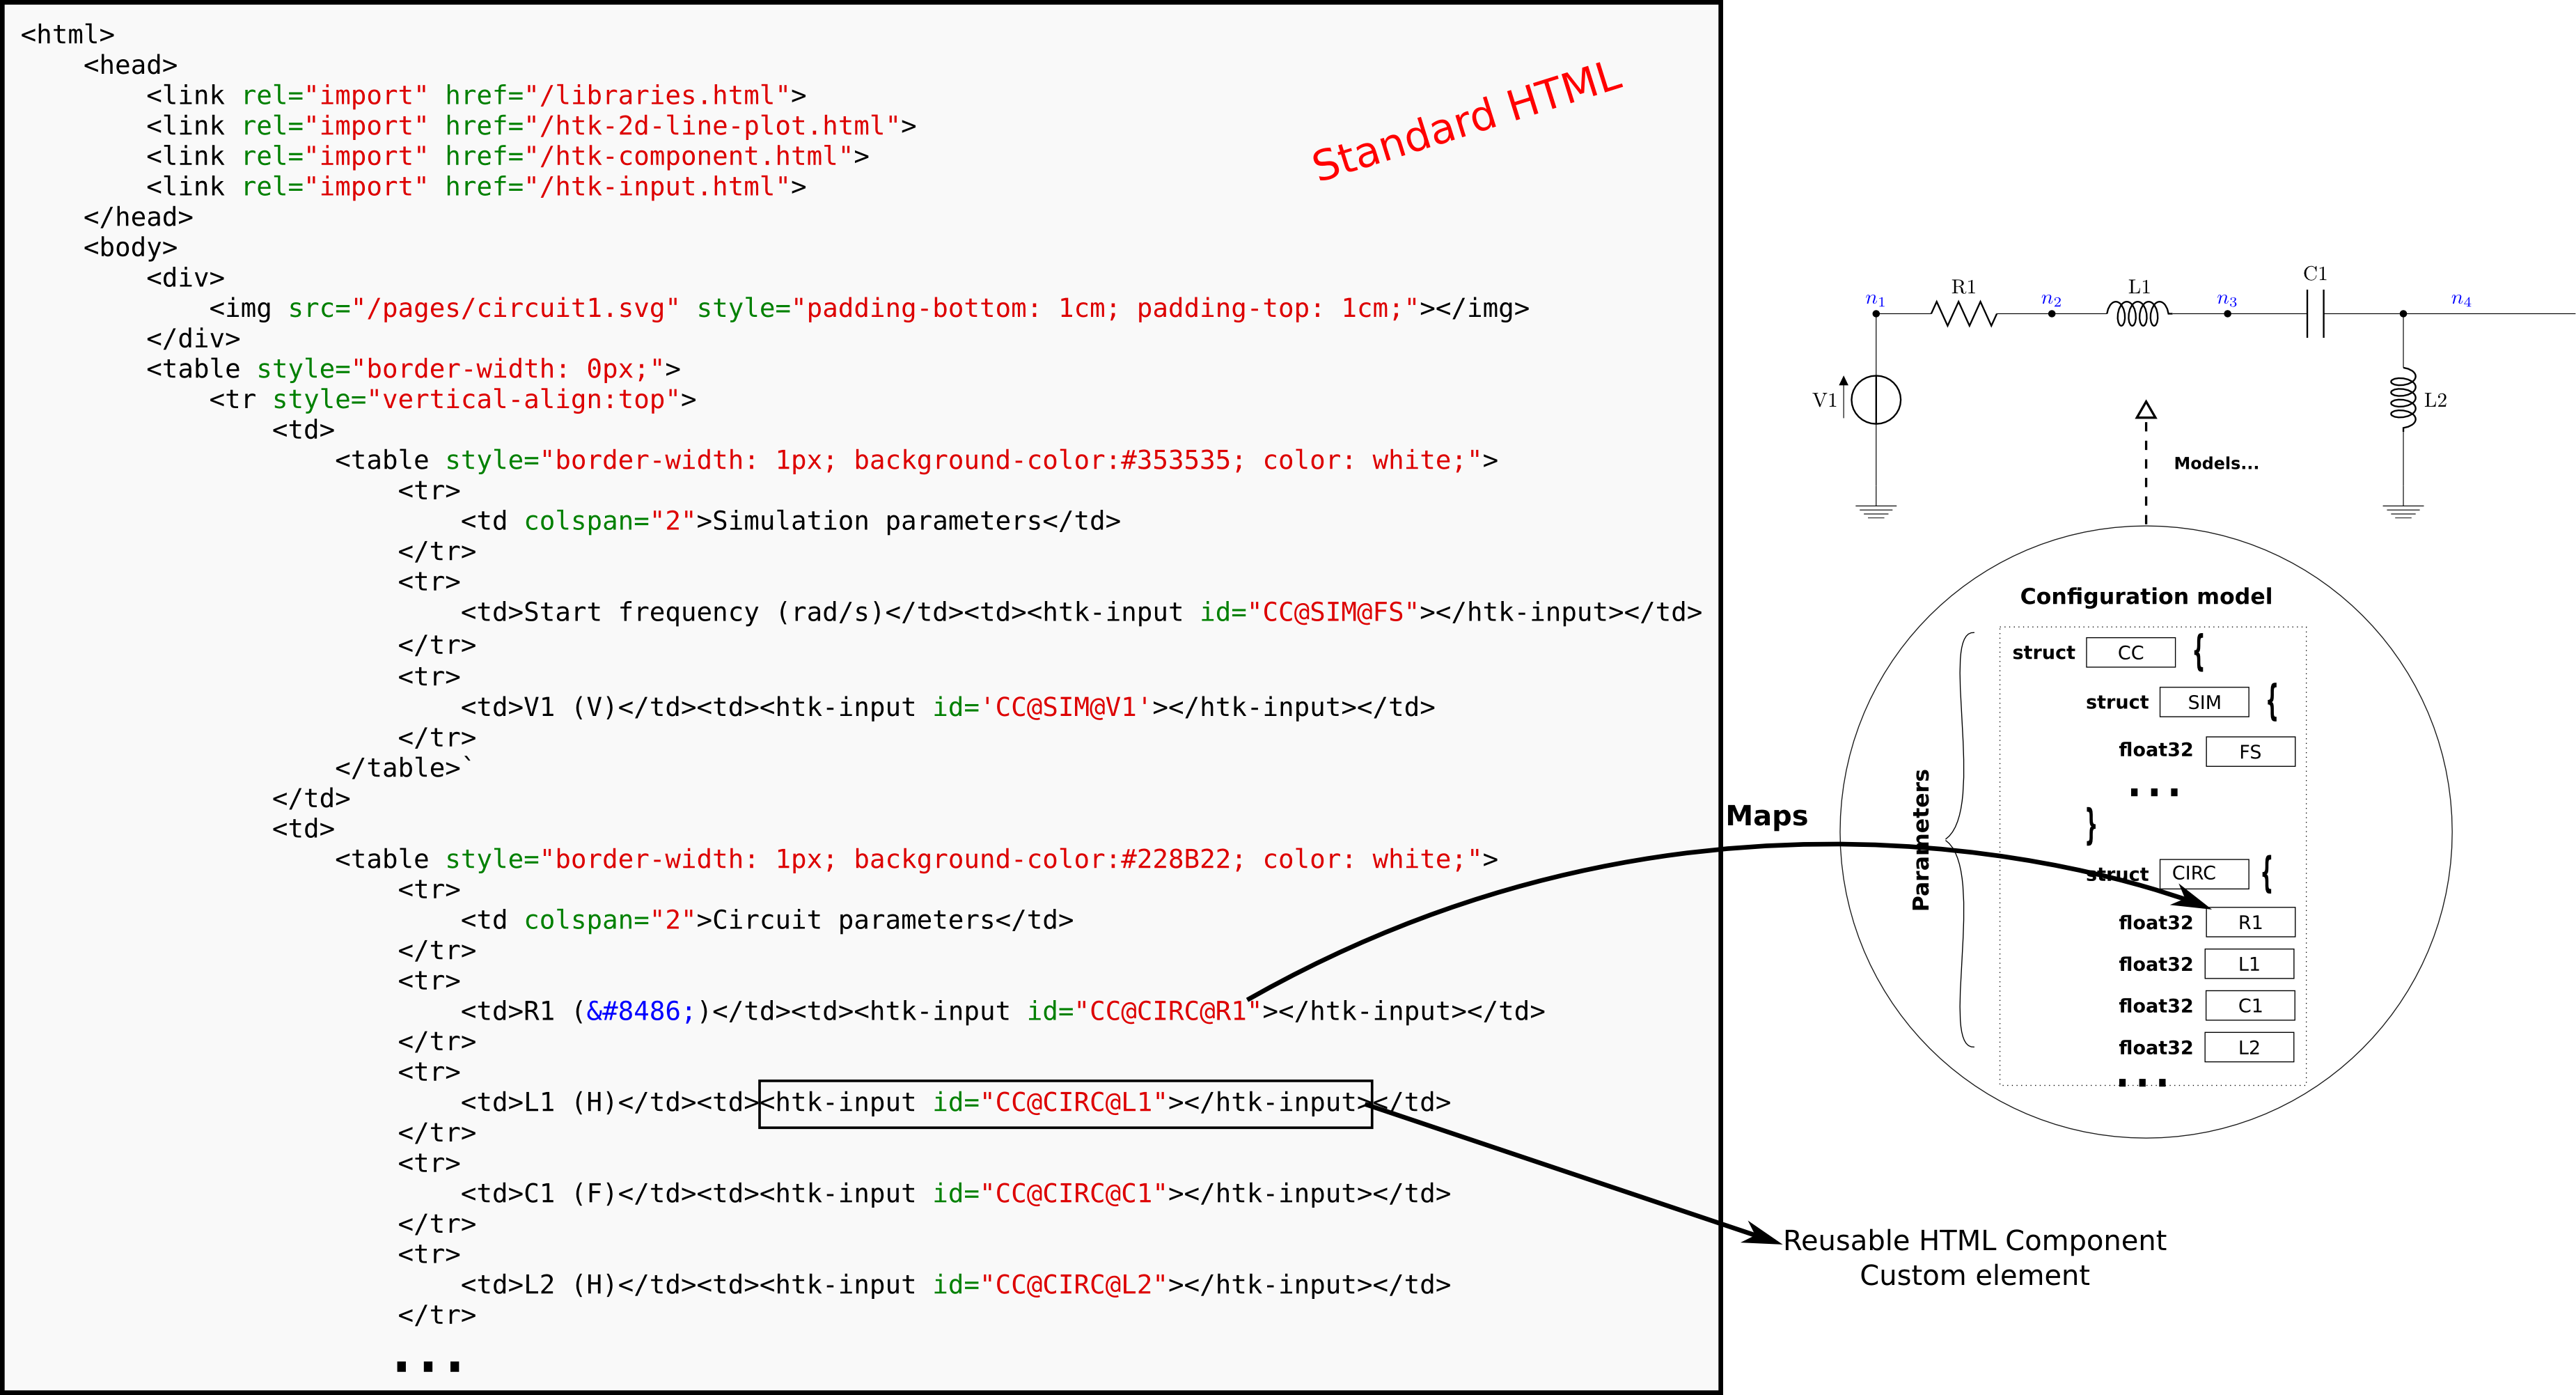 <html>
<head>
<link rel="import" href="/libraries.html">
<link rel="import" href="/htk-2d-line-plot.html">
<link rel="import" href="/htk-component.html">
<link rel="import" href="/htk-input.html">
</head>
<body>
<div>
<img src="/pages/circuit1.svg" style="padding-bottom: 1cm; padding-top: 1cm;"></img>
</div>
<table style="border-width: 0px;">
<tr style="vertical-align:top">
<td>
<table style="border-width: 1px; background-color:#353535; color: white;">
<tr>
<td colspan="2">Simulation parameters</td>
</tr>
<tr>
<td>Start frequency (rad/s)</td><td><htk-input id="CC@SIM@FS"></htk-input></td>
</tr>
<tr>
<td>V1 (V)</td><td><htk-input id='CC@SIM@V1'></htk-input></td>
</tr>
</table>`
</td>
<td>
<table style="border-width: 1px; background-color:#228B22; color: white;">
<tr>
<td colspan="2">Circuit parameters</td>
</tr>
<tr>
<td>R1 (&#8486;)</td><td><htk-input id="CC@CIRC@R1"></htk-input></td>
</tr>
<tr>
<td>L1 (H)</td><td><htk-input id="CC@CIRC@L1"></htk-input></td>
</tr>
<tr>
<td>C1 (F)</td><td><htk-input id="CC@CIRC@C1"></htk-input></td>
</tr>
<tr>
<td>L2 (H)</td><td><htk-input id="CC@CIRC@L2"></htk-input></td>
</tr>
...
Standard HTML
R1
L1
C1
n1
n2
n3
n4
V1
L2
Models...
Configuration model
Parameters
struct CC {
struct SIM {
float32 FS
...
}
struct CIRC {
float32 R1
float32 L1
float32 C1
float32 L2
...
Maps
Reusable HTML Component
Custom element